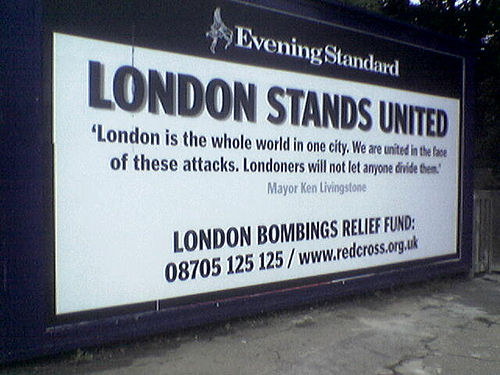 Evening Standard
LONDON STANDS UNITED
'London is the whole world in one city. We are united in the face
of these attacks. Londoners will not let anyone divide them.'
Mayor Ken Livingstone
LONDON BOMBINGS RELIEF FUND:
08705 125 125 / www.redcross.org.uk